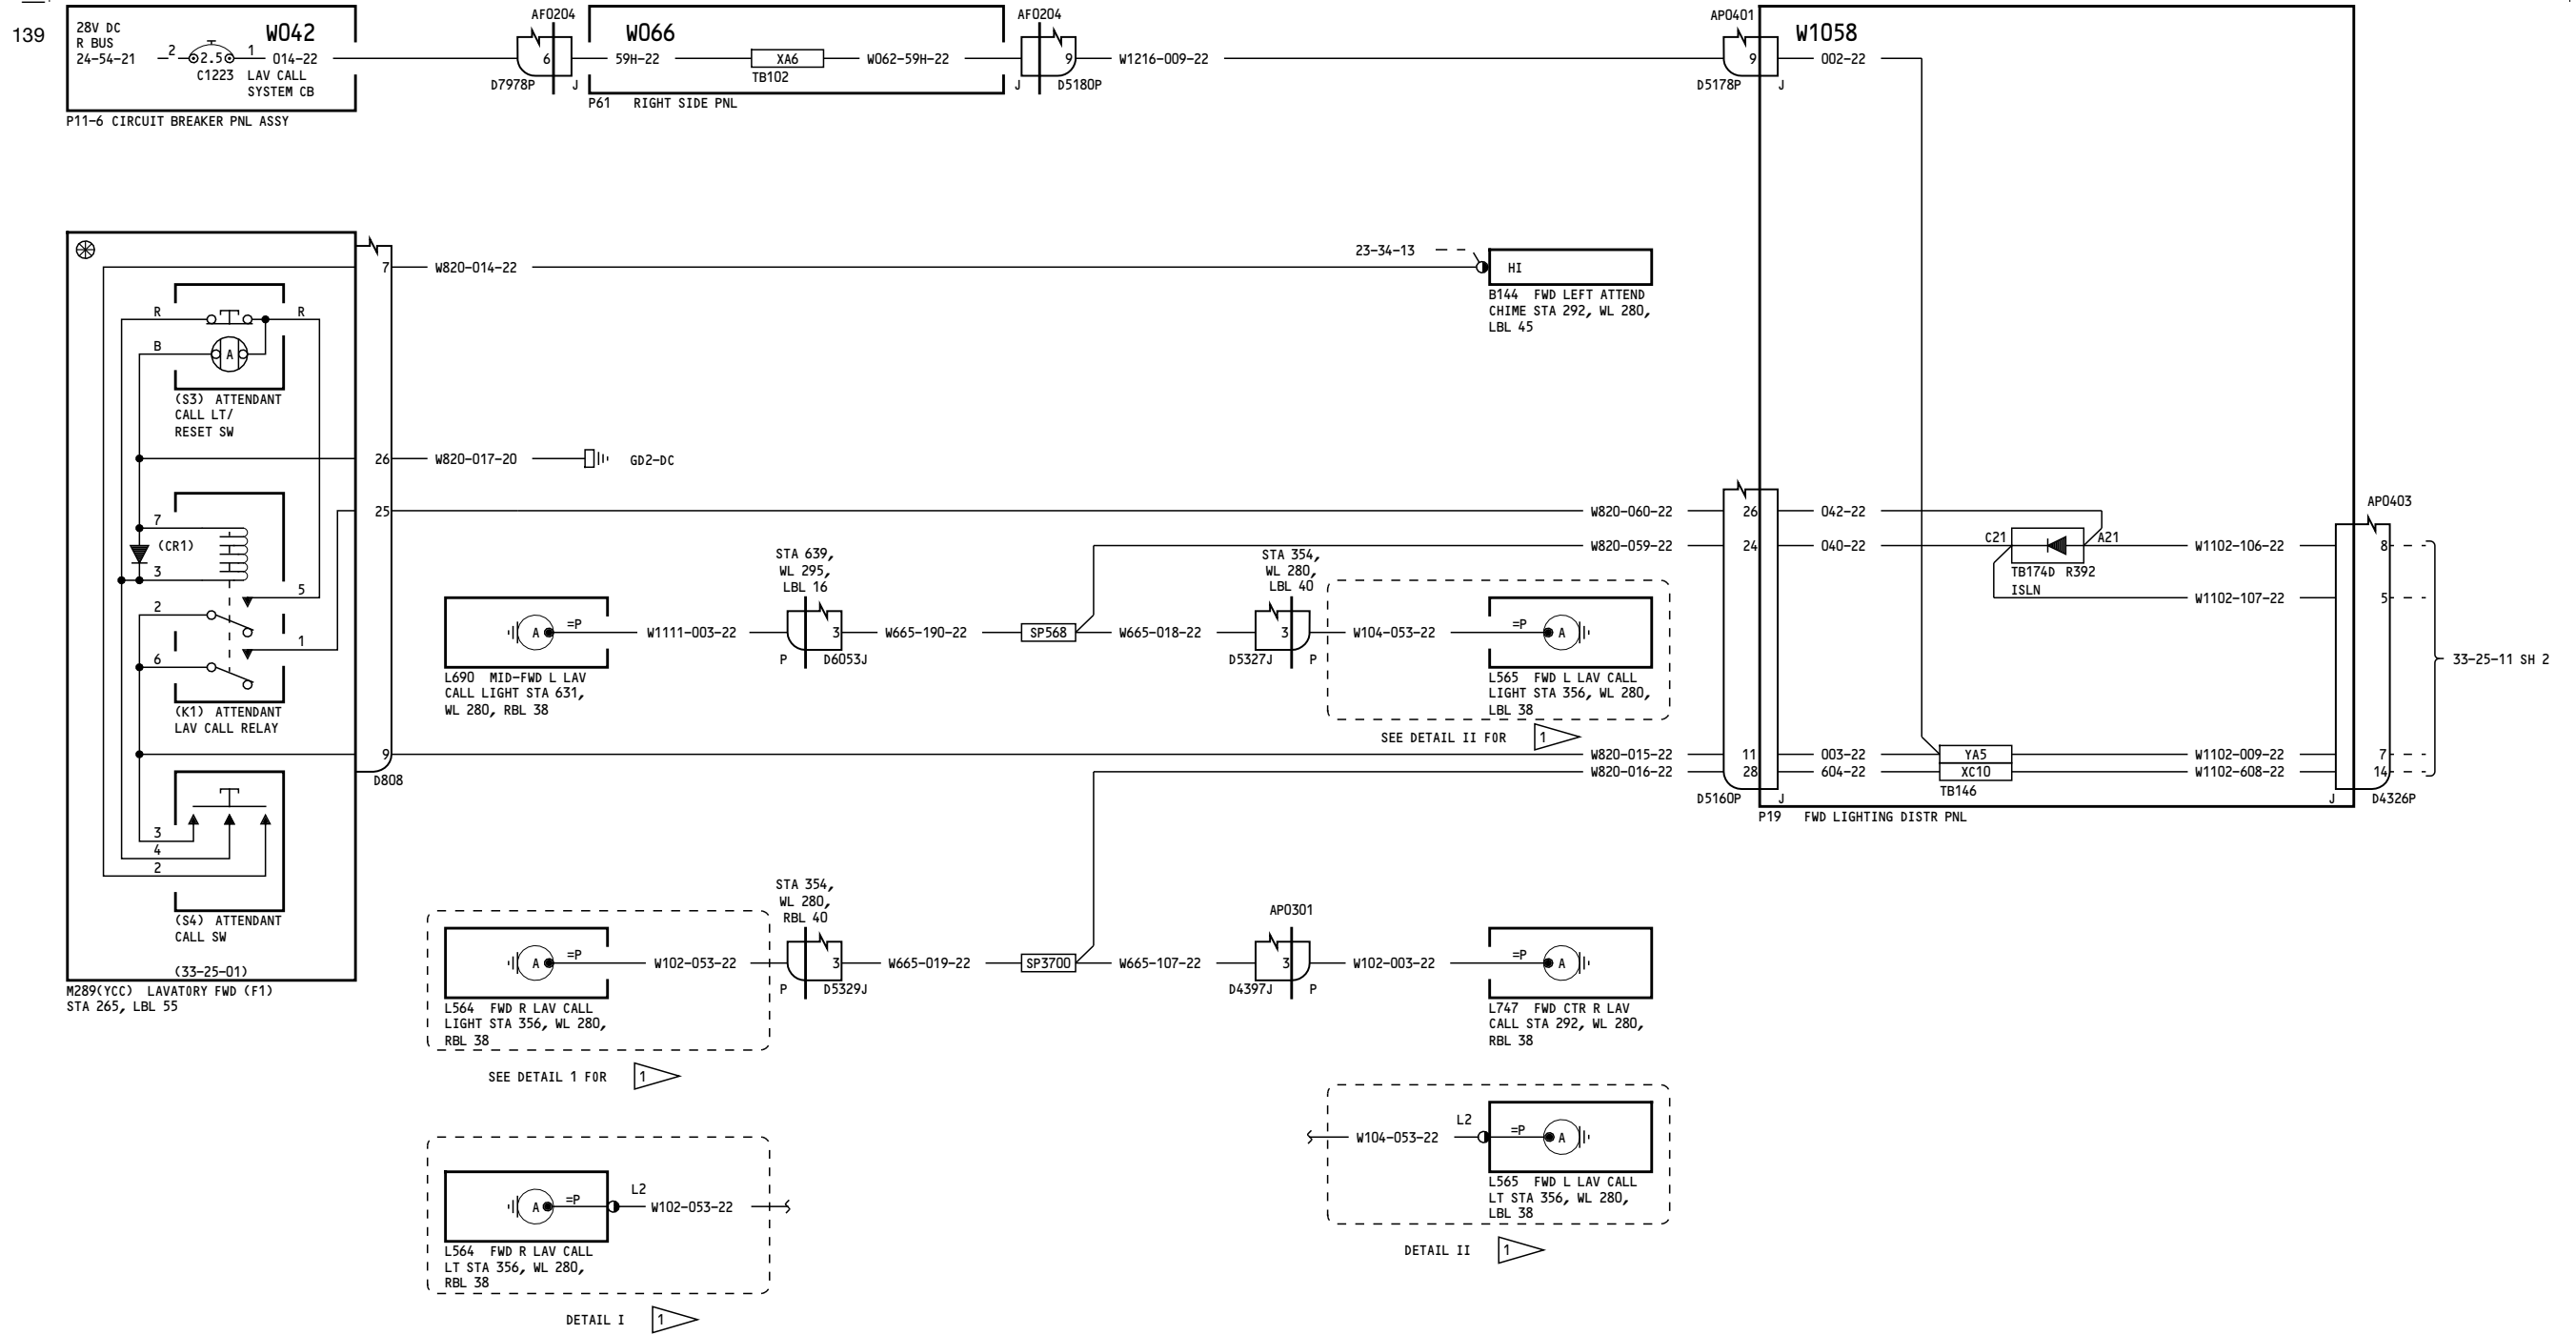 139
28V DC
R BUS
24-54-21
2
2.5
1
C1223
W042
014-22
LAV CALL
SYSTEM CB
P11-6 CIRCUIT BREAKER PNL ASSY
AF0204
6
D7978P
J
W066
59H-22
XA6
TB102
W062-59H-22
P61 RIGHT SIDE PNL
AF0204
9
J
D5180P
W1216-009-22
AP0401
9
D5178P
J
W1058
002-22
7
W820-014-22
23-34-13
HI
B144 FWD LEFT ATTEND
CHIME STA 292, WL 280,
LBL 45
R
R
B
A
(S3) ATTENDANT
CALL LT/
RESET SW
26
W820-017-20
GD2-DC
25
W820-060-22
26
042-22
7
(CR1)
3
5
2
1
6
(K1) ATTENDANT
LAV CALL RELAY
W820-059-22
24
040-22
C21
A21
TB174D R392
ISLN
W1102-106-22
W1102-107-22
AP0403
8
5
33-25-11 SH 2
A
=P
L690 MID-FWD L LAV
CALL LIGHT STA 631,
WL 280, RBL 38
W1111-003-22
STA 639,
WL 295,
LBL 16
3
P
D6053J
W665-190-22
SP568
W665-018-22
STA 354,
WL 280,
LBL 40
3
D5327J
P
W104-053-22
=P
A
L565 FWD L LAV CALL
LIGHT STA 356, WL 280,
LBL 38
SEE DETAIL II FOR
1
9
D808
W820-015-22
W820-016-22
11
28
D5160P
J
003-22
604-22
YA5
XC10
TB146
W1102-009-22
W1102-608-22
7
14
J
D4326P
P19 FWD LIGHTING DISTR PNL
3
4
2
(S4) ATTENDANT
CALL SW
(33-25-01)
M289(YCC) LAVATORY FWD (F1)
STA 265, LBL 55
A
=P
L564 FWD R LAV CALL
LIGHT STA 356, WL 280,
RBL 38
W102-053-22
STA 354,
WL 280,
RBL 40
3
P
D5329J
W665-019-22
SP3700
W665-107-22
AP0301
3
D4397J
P
W102-003-22
=P
A
L747 FWD CTR R LAV
CALL STA 292, WL 280,
RBL 38
SEE DETAIL 1 FOR
1
A
=P
L2
W102-053-22
L564 FWD R LAV CALL
LT STA 356, WL 280,
RBL 38
DETAIL I
1
W104-053-22
L2
=P
A
L565 FWD L LAV CALL
LT STA 356, WL 280,
LBL 38
DETAIL II
1